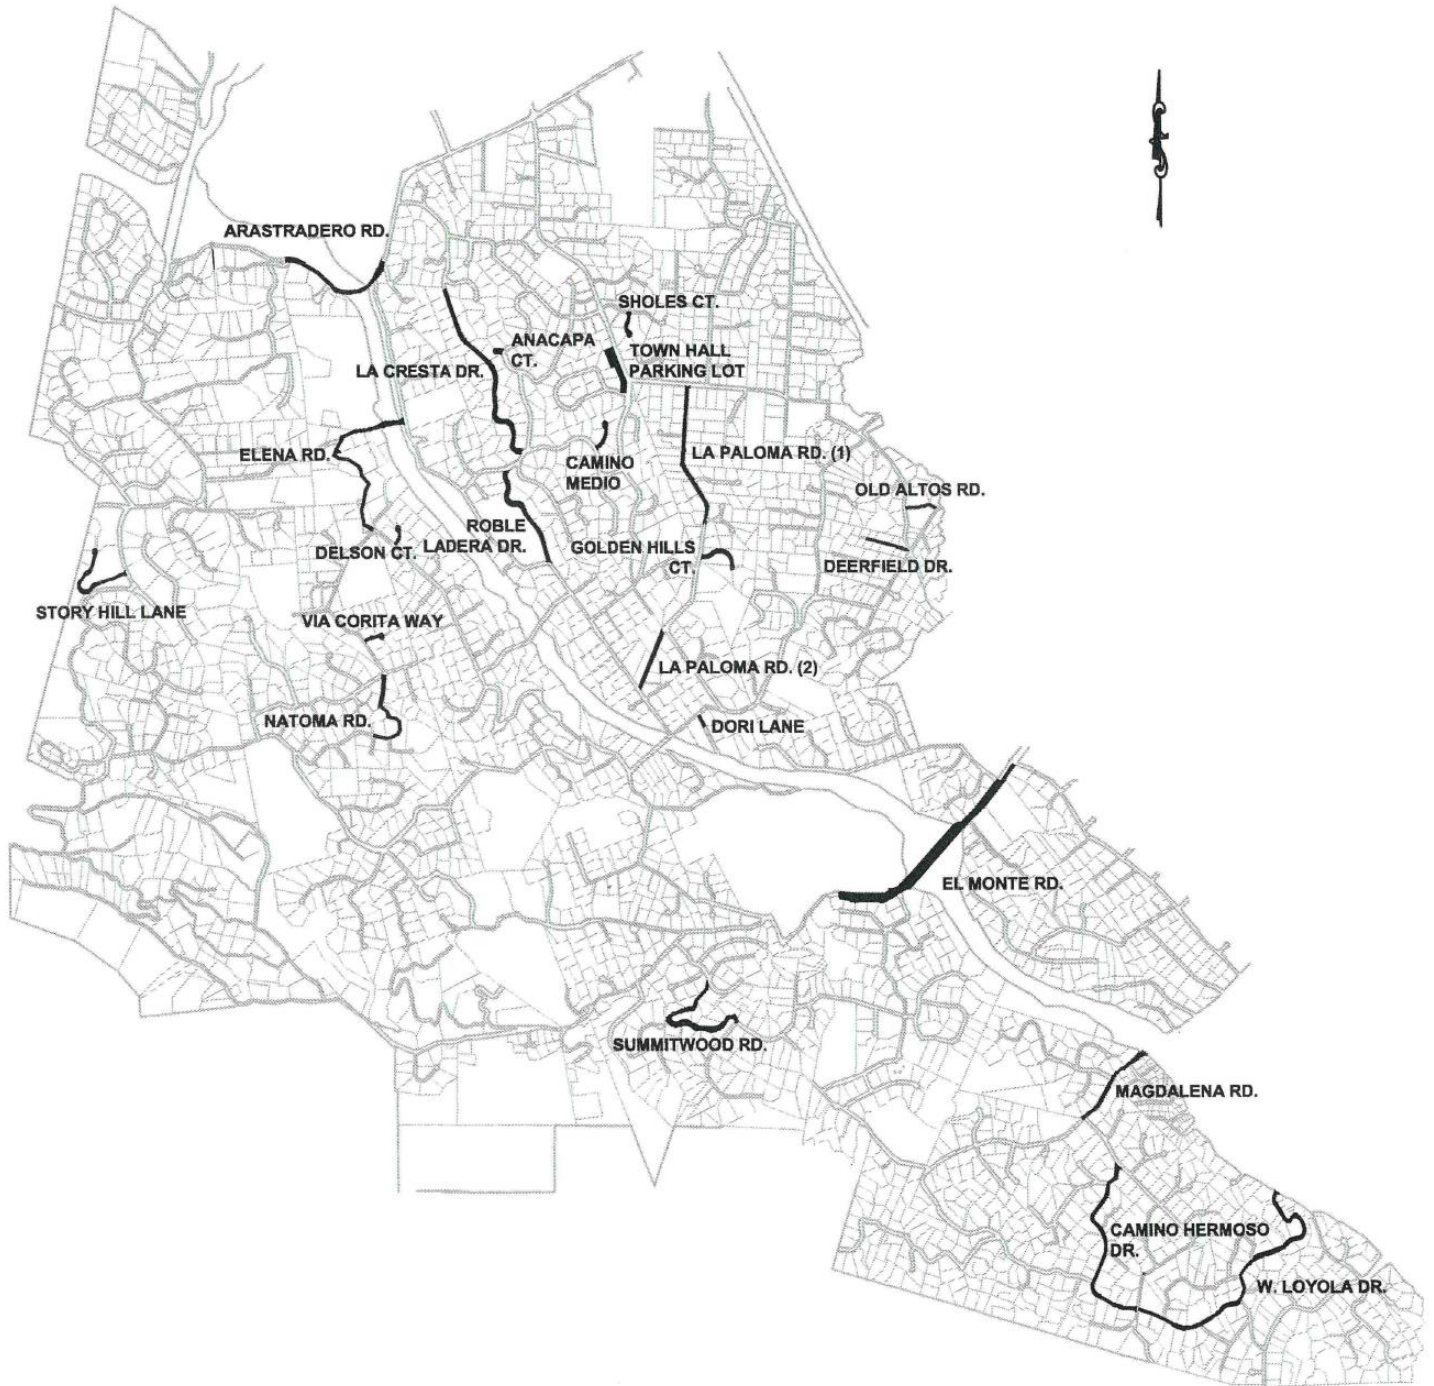 ARASTRADERO RD.
SHOLES CT.
ANACAPA
CT.
TOWN HALL
PARKING LOT
LA CRESTA DR.
ELENA RD.
CAMINO
MEDIO
LA PALOMA RD. (1)
OLD ALTOS RD.
ROBLE
LADERA DR.
DELSON CT.
GOLDEN HILLS
CT.
DEERFIELD DR.
STORY HILL LANE
VIA CORITA WAY
LA PALOMA RD. (2)
NATOMA RD.
DORI LANE
EL MONTE RD.
SUMMITWOOD RD.
MAGDALENA RD.
CAMINO HERMOSO
DR.
W. LOYOLA DR.